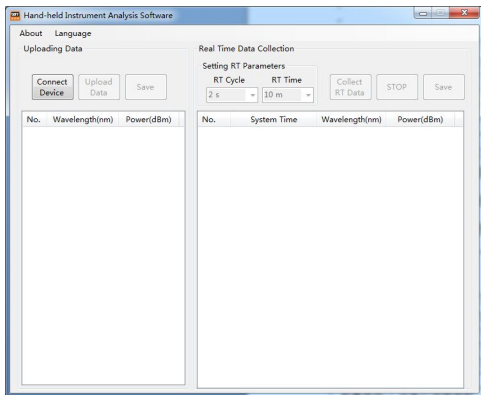 Hand-held Instrument Analysis Software
About Language
Uploading Data
Connect Device
Upload Data
Save
No. Wavelength(nm) Power(dBm)
Real Time Data Collection
Setting RT Parameters
RT Cycle RT Time
2 s 10 m
Collect RT Data
STOP
Save
No. System Time Wavelength(nm) Power(dBm)